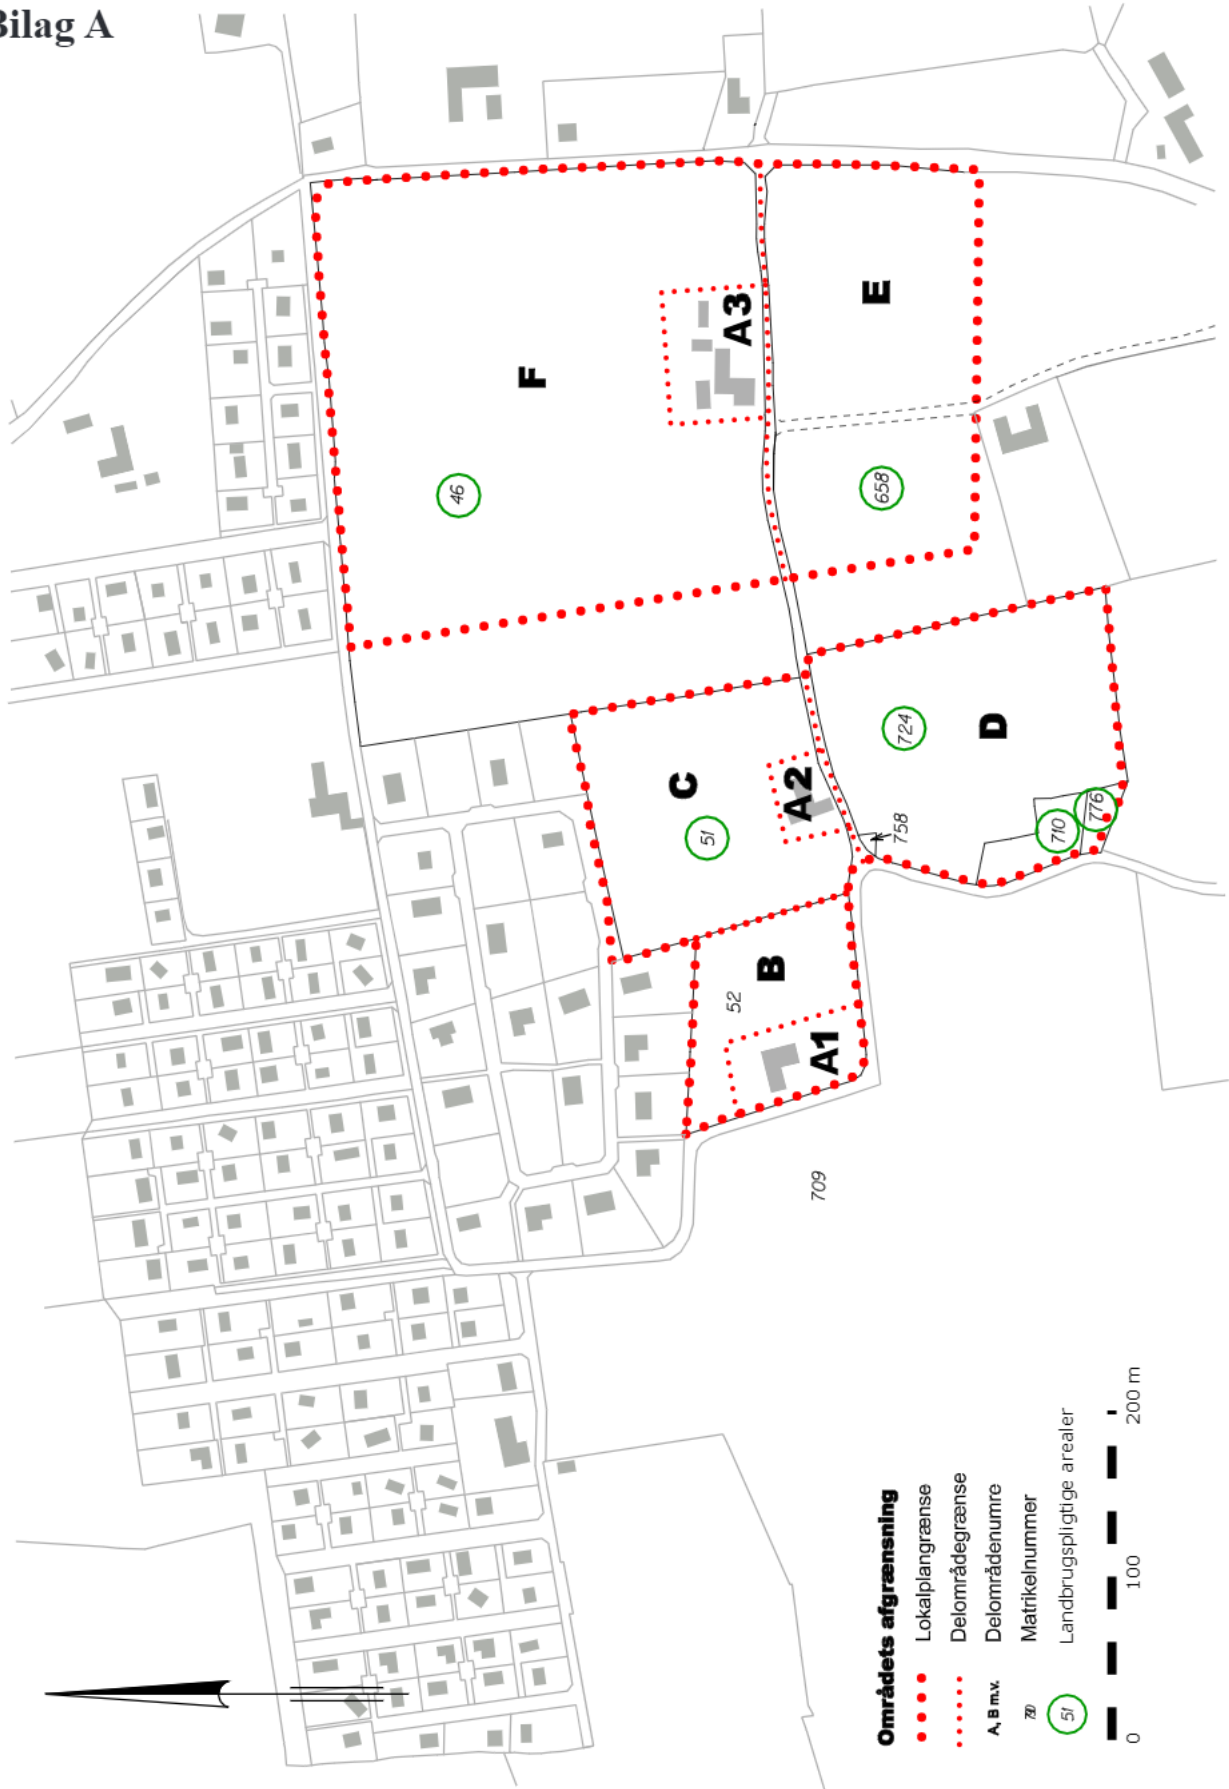 Bilag A
F
A3
E
46
658
C
A2
D
51
724
758
710
776
B
52
A1
709
Områdets afgrænsning
Lokalplangrænse
Delområdegrænse
A, B m.v. Delområdenumre
Matrikelnummer
51 Landbrugspligtige arealer
0 100 200 m